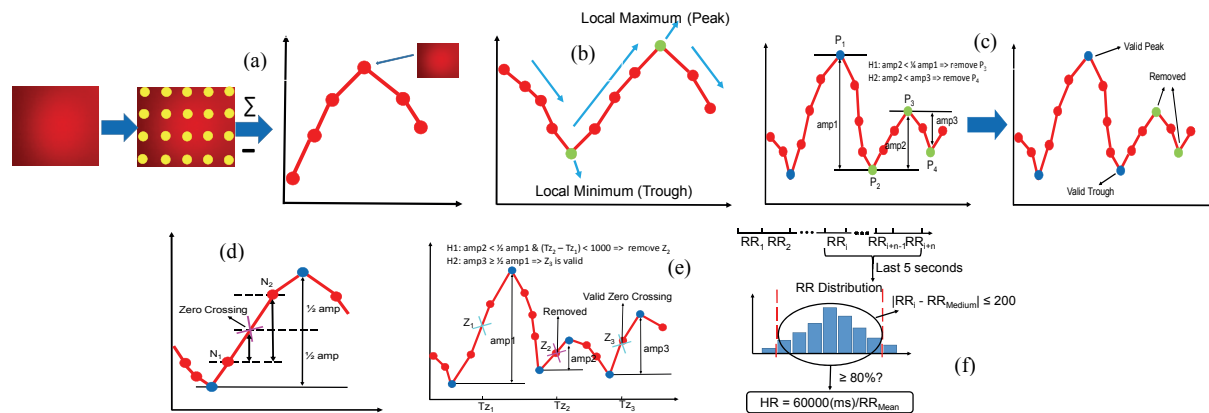 (a)
Σ
–
(b)
Local Maximum (Peak)
Local Minimum (Trough)
(c)
P1
H1: amp2 < ¼ amp1 => remove P3
H2: amp2 < amp3 => remove P4
P3
amp1
amp2
amp3
P4
P2
Valid Peak
Removed
Valid Trough
(d)
N2
Zero Crossing
N1
½ amp
½ amp
H1: amp2 < ½ amp1 & (Tz2 – Tz1) < 1000 => remove Z2
H2: amp3 ≥ ½ amp1 => Z3 is valid
(e)
Valid Zero Crossing
Removed
Z1
amp1
Z2
amp2
Z3
amp3
Tz1
Tz2
Tz3
RR1 RR2
RRi
RRi+n-1 RRi+n
Last 5 seconds
RR Distribution
|RRi - RRMedium| ≤ 200
≥ 80%?
(f)
HR = 60000(ms)/RRMean